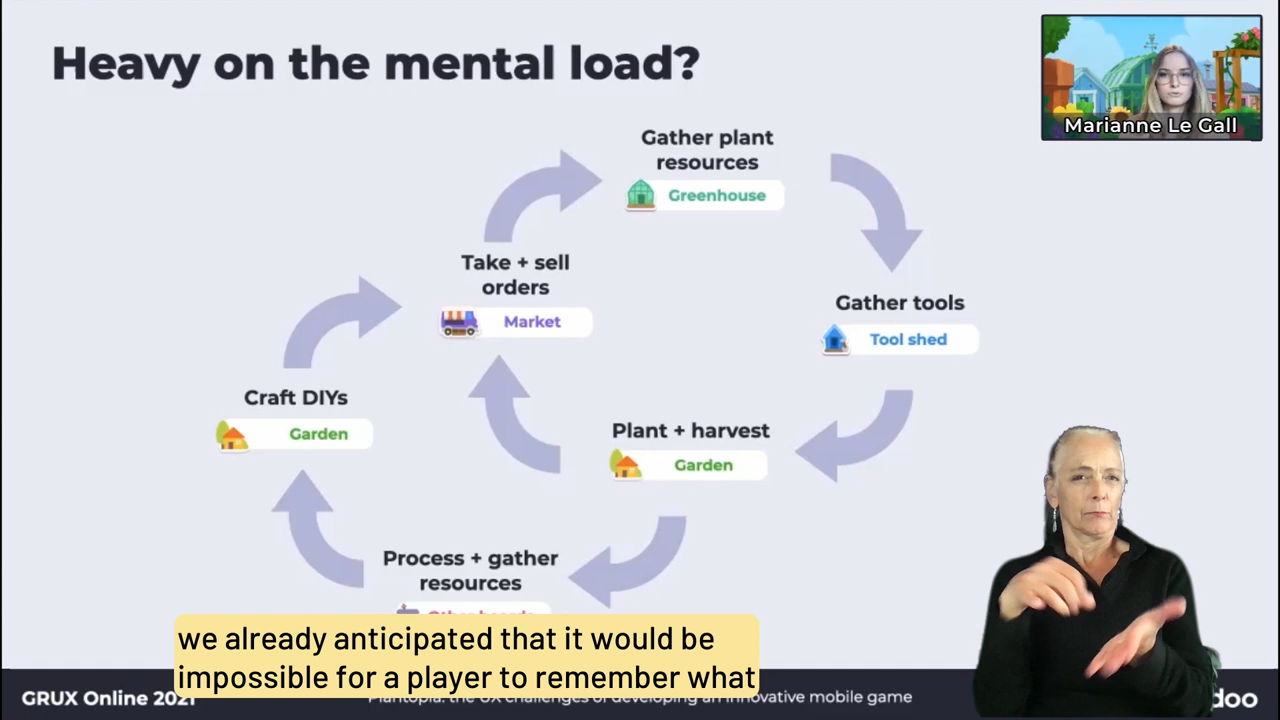 Heavy on the mental load?
Marianne Le Gall
Gather plant
resources
Greenhouse
Take + sell
orders
Market
Gather tools
Tool shed
Craft DIYs
Garden
Plant + harvest
Garden
Process + gather
resources
we already anticipated that it would be
impossible for a player to remember what
GRUX Online 2021
Plantopia: the UX challenges of developing an innovative mobile game
doo